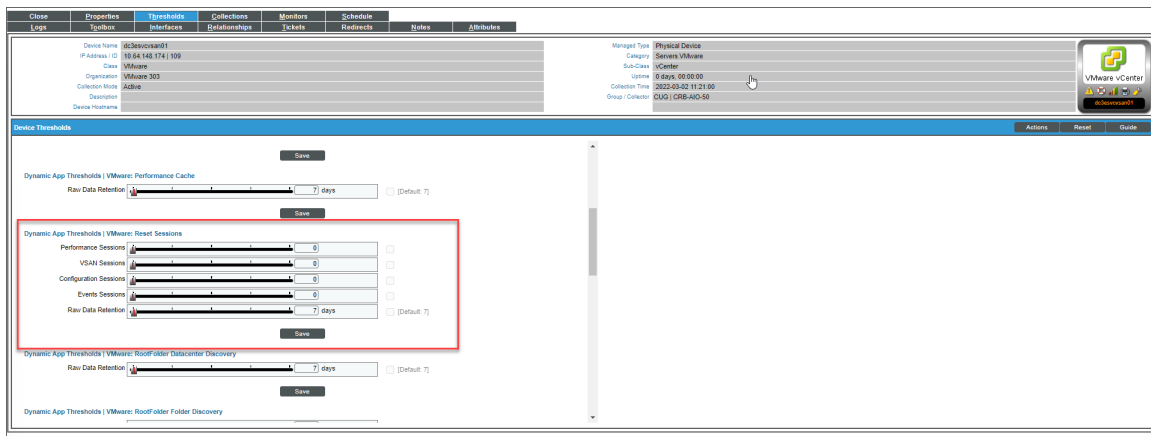 Close Properties Thresholds Collections Monitors Schedule
Logs Toolbox Interfaces Relationships Tickets Redirects Notes Attributes
Device Name dc3esvcvsan01 Managed Type Physical Device
IP Address / ID 10.64.148.174 | 109 Category Servers.VMware
Class VMware Sub-Class vCenter
Organization VMware 303 Uptime 0 days, 00:00:00
Collection Mode Active Collection Time 2022-03-02 11:21:00
Description Group / Collector CUG | CRB-AIO-50
Device Hostname
VMware vCenter
dc3esvcvsan01
Device Thresholds Actions Reset Guide
Save
Dynamic App Thresholds | VMware: Performance Cache
Raw Data Retention 7 days [Default: 7]
Save
Dynamic App Thresholds | VMware: Reset Sessions
Performance Sessions 0
VSAN Sessions 0
Configuration Sessions 0
Events Sessions 0
Raw Data Retention 7 days [Default: 7]
Save
Dynamic App Thresholds | VMware: RootFolder Datacenter Discovery
Raw Data Retention 7 days [Default: 7]
Save
Dynamic App Thresholds | VMware: RootFolder Folder Discovery